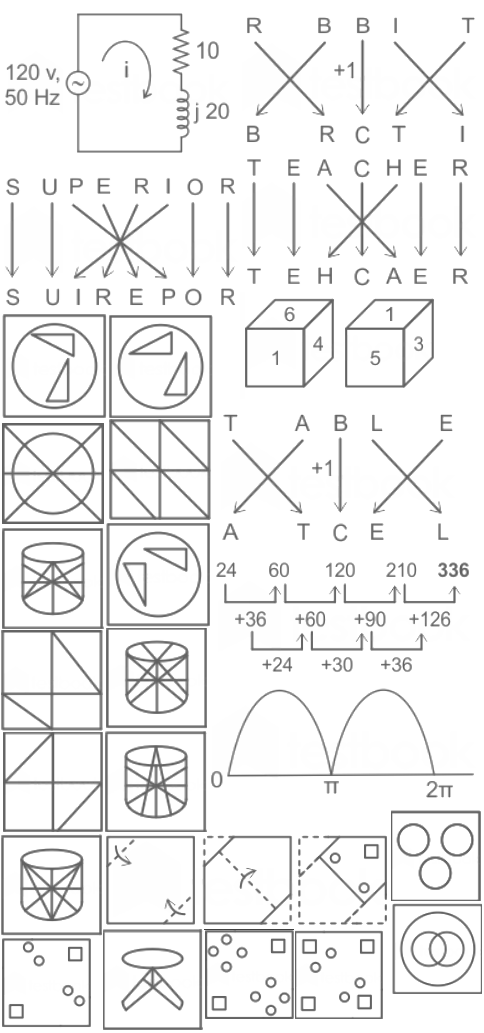 10
120 v,
50 Hz
i
j 20
R B B I T
+1
B R C T I
T E A C H E R
T E H C A E R
S U P E R I O R
S U I R E P O R
6
1 4
1
5 3
T A B L E
+1
A T C E L
24 60 120 210 336
+36 +60 +90 +126
+24 +30 +36
0 π 2π